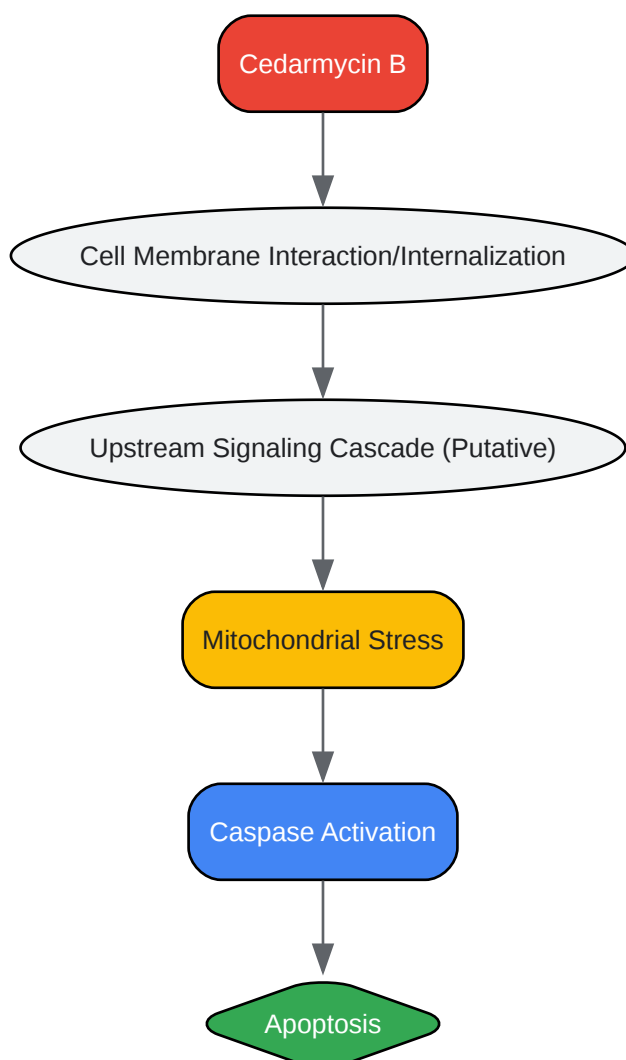 Cedarmycin B
Cell Membrane Interaction/Internalization
Upstream Signaling Cascade (Putative)
Mitochondrial Stress
Caspase Activation
Apoptosis